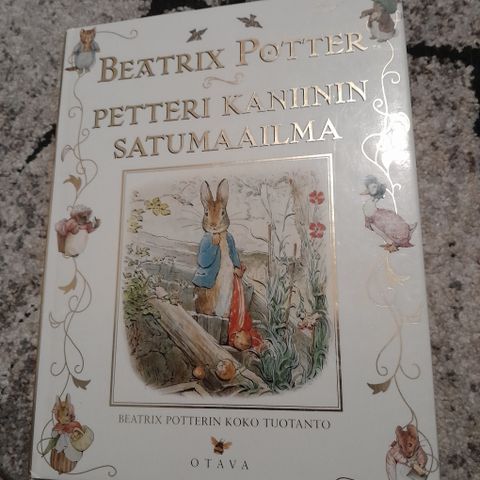 BEATRIX POTTER
PETTERI KANIININ
SATUMAAILMA
BEATRIX POTTERIN KOKO TUOTANTO
OTAVA